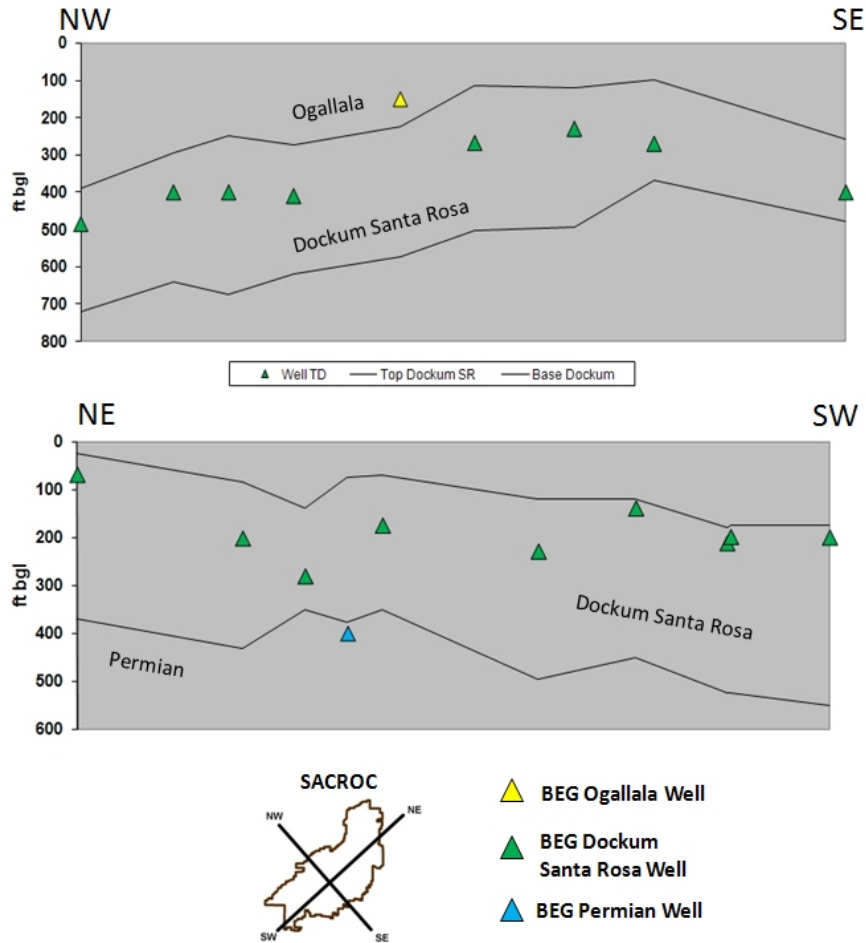 NW SE
0
100
200
300
400
500
600
700
800
ft bgl
Ogallala
Dockum Santa Rosa
Well TD Top Dockum SR Base Dockum
NE SW
0
100
200
300
400
500
600
ft bgl
Dockum Santa Rosa
Permian
SACROC
NW
NE
SW
SE
BEG Ogallala Well
BEG Dockum
Santa Rosa Well
BEG Permian Well